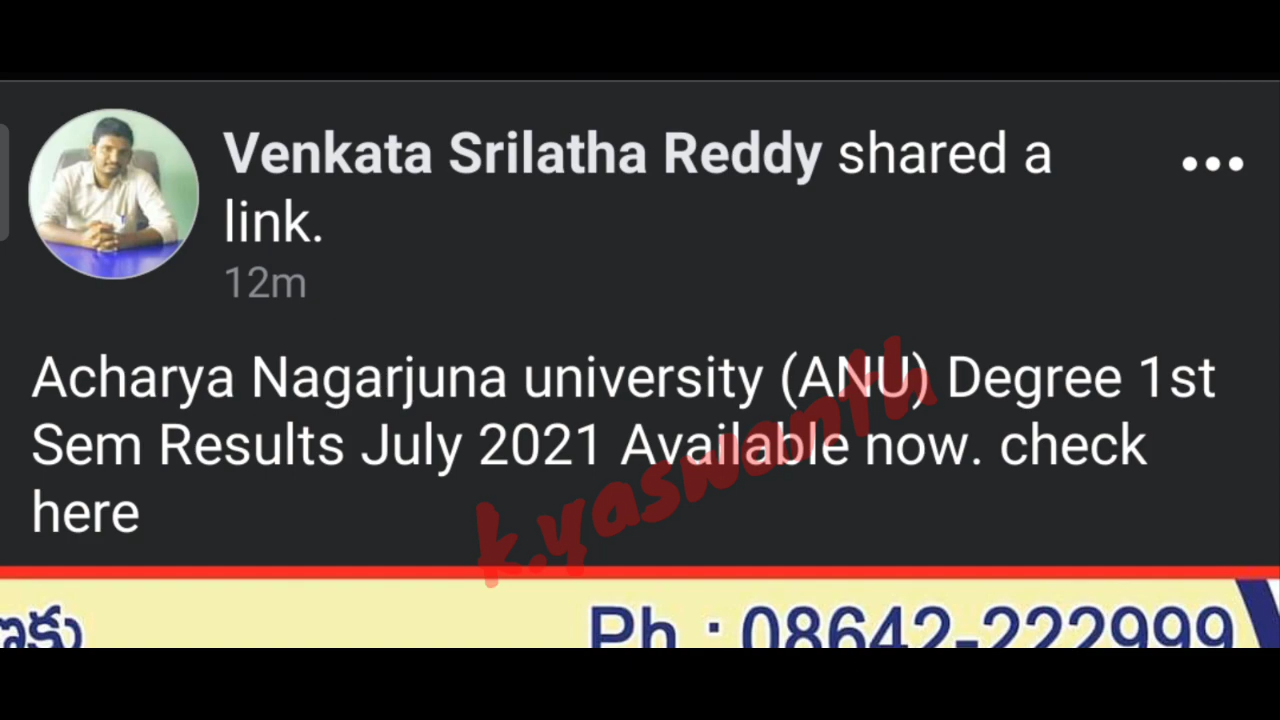 Venkata Srilatha Reddy shared a
link.
12m
Acharya Nagarjuna university (ANU) Degree 1st
Sem Results July 2021 Available now. check
here
k.yaswanth
Ph : 08642-222999